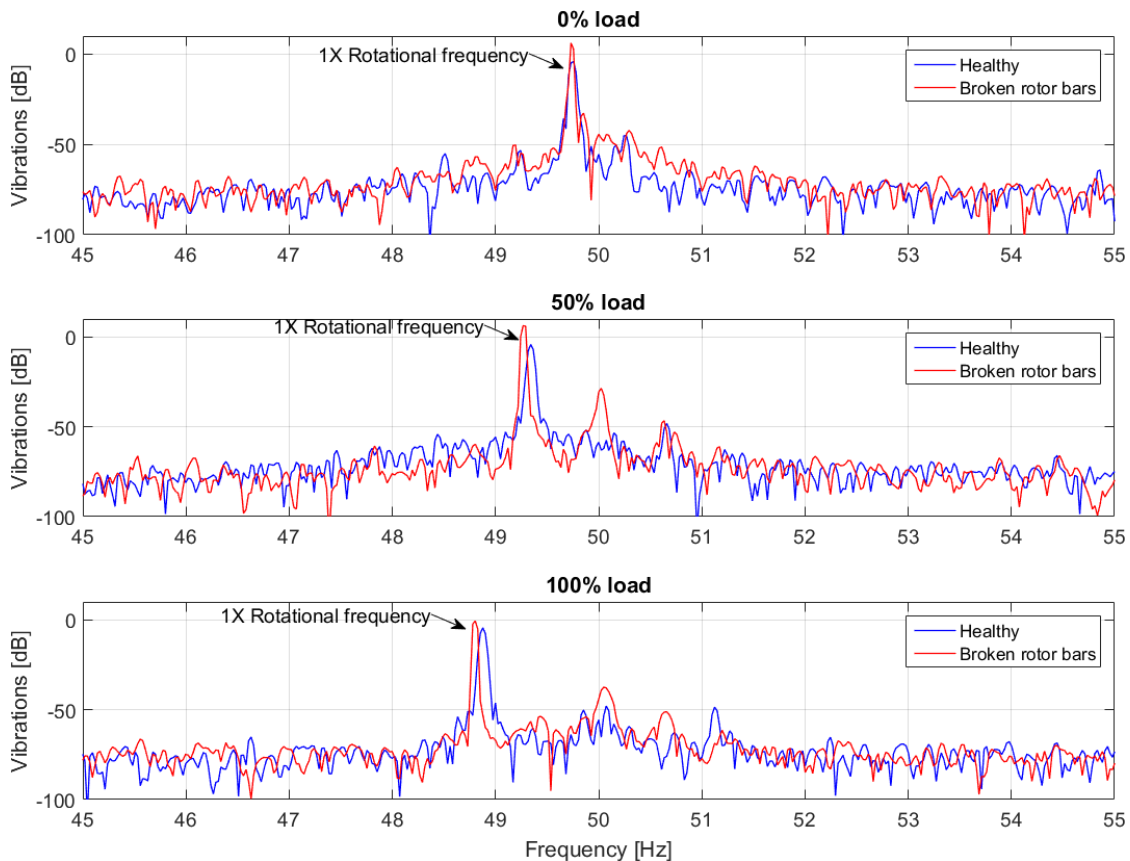 0% load
0
-50
-100
Vibrations [dB]
1X Rotational frequency
Healthy
Broken rotor bars
45 46 47 48 49 50 51 52 53 54 55
50% load
0
-50
-100
Vibrations [dB]
1X Rotational frequency
Healthy
Broken rotor bars
45 46 47 48 49 50 51 52 53 54 55
100% load
0
-50
-100
Vibrations [dB]
1X Rotational frequency
Healthy
Broken rotor bars
45 46 47 48 49 50 51 52 53 54 55
Frequency [Hz]